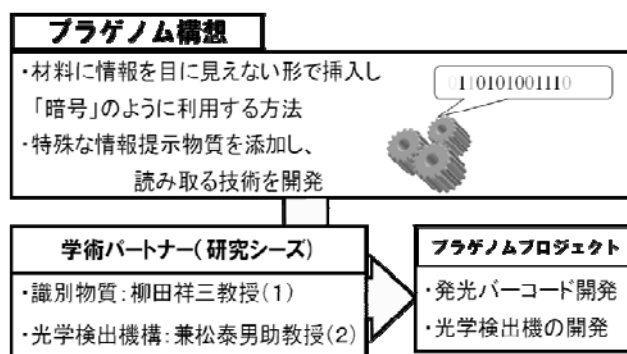 プラゲノム構想
・材料に情報を目に見えない形で挿入し
「暗号」のように利用する方法
・特殊な情報提示物質を添加し、
読み取る技術を開発
0110101001110
学術パートナー(研究シーズ)
・識別物質:柳田祥三教授(1)
・光学検出機構:兼松泰男助教授(2)
プラゲノムプロジェクト
・発光バーコード開発
・光学検出機の開発